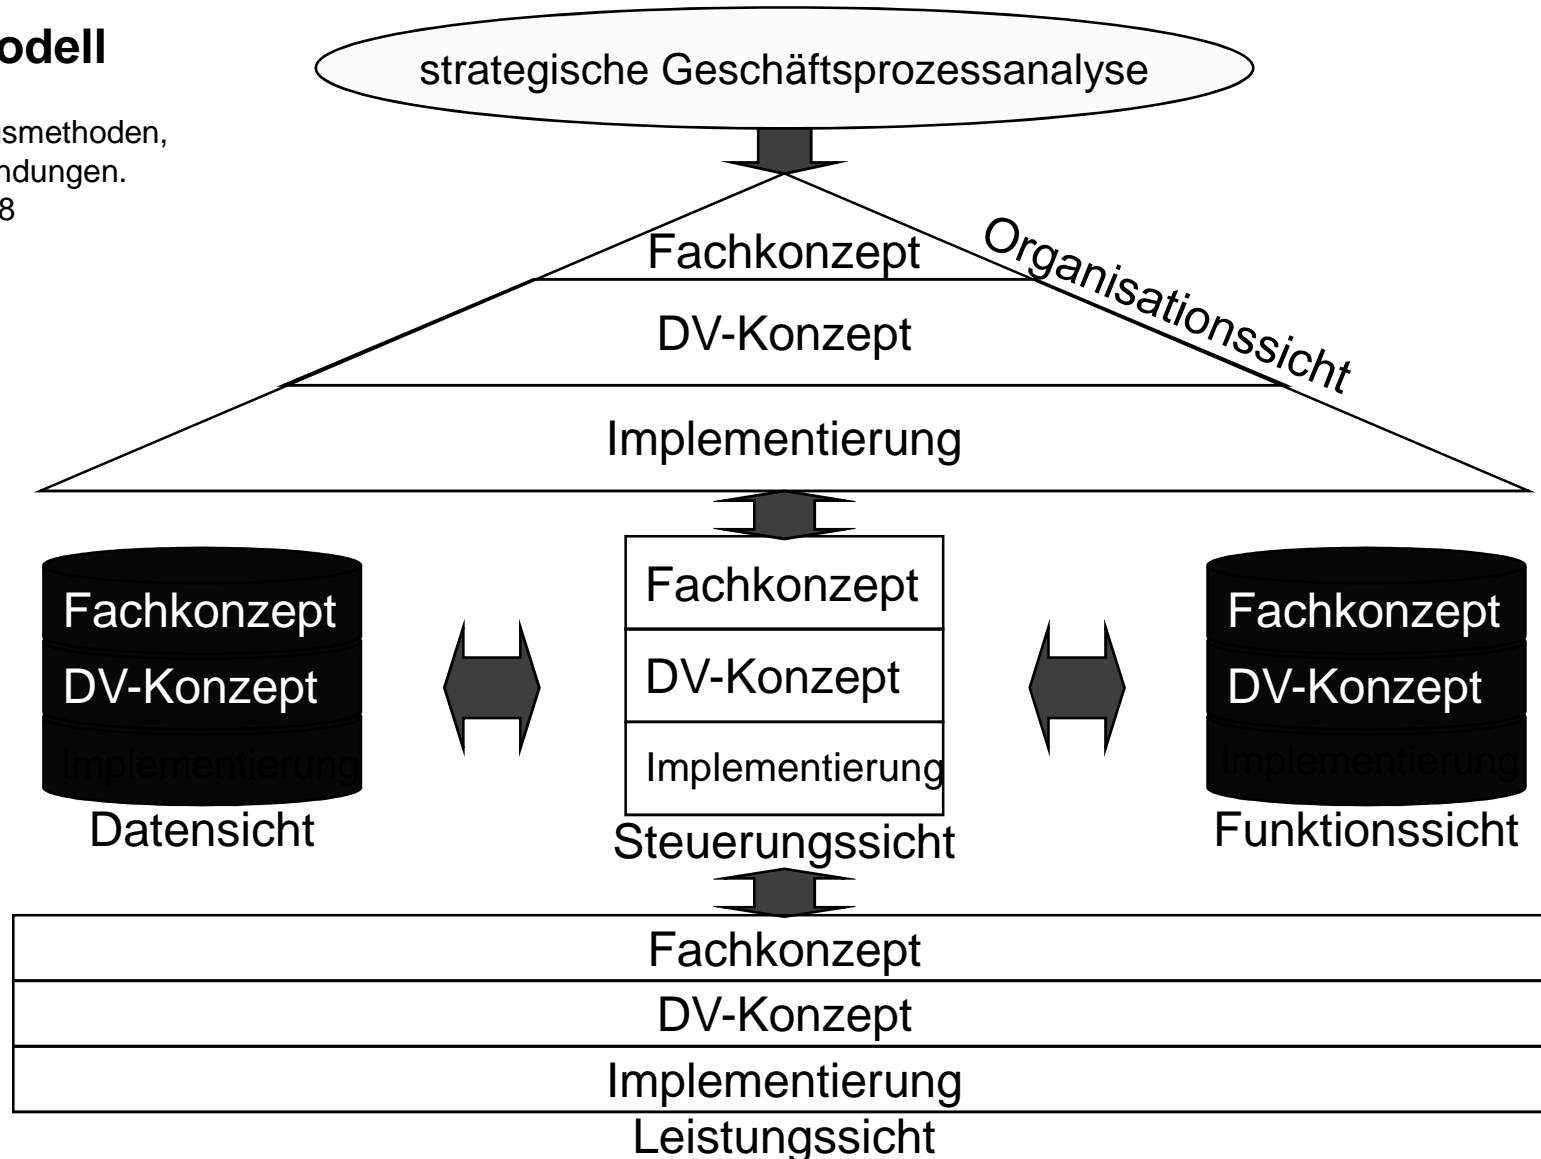 odell
strategische Geschäftsprozessanalyse
smethoden,
ndungen.
8
Fachkonzept
Organisationssicht
DV-Konzept
Implementierung
Fachkonzept
DV-Konzept
Implementierung
Datensicht
Fachkonzept
DV-Konzept
Implementierung
Steuerungssicht
Fachkonzept
DV-Konzept
Implementierung
Funktionssicht
Fachkonzept
DV-Konzept
Implementierung
Leistungssicht